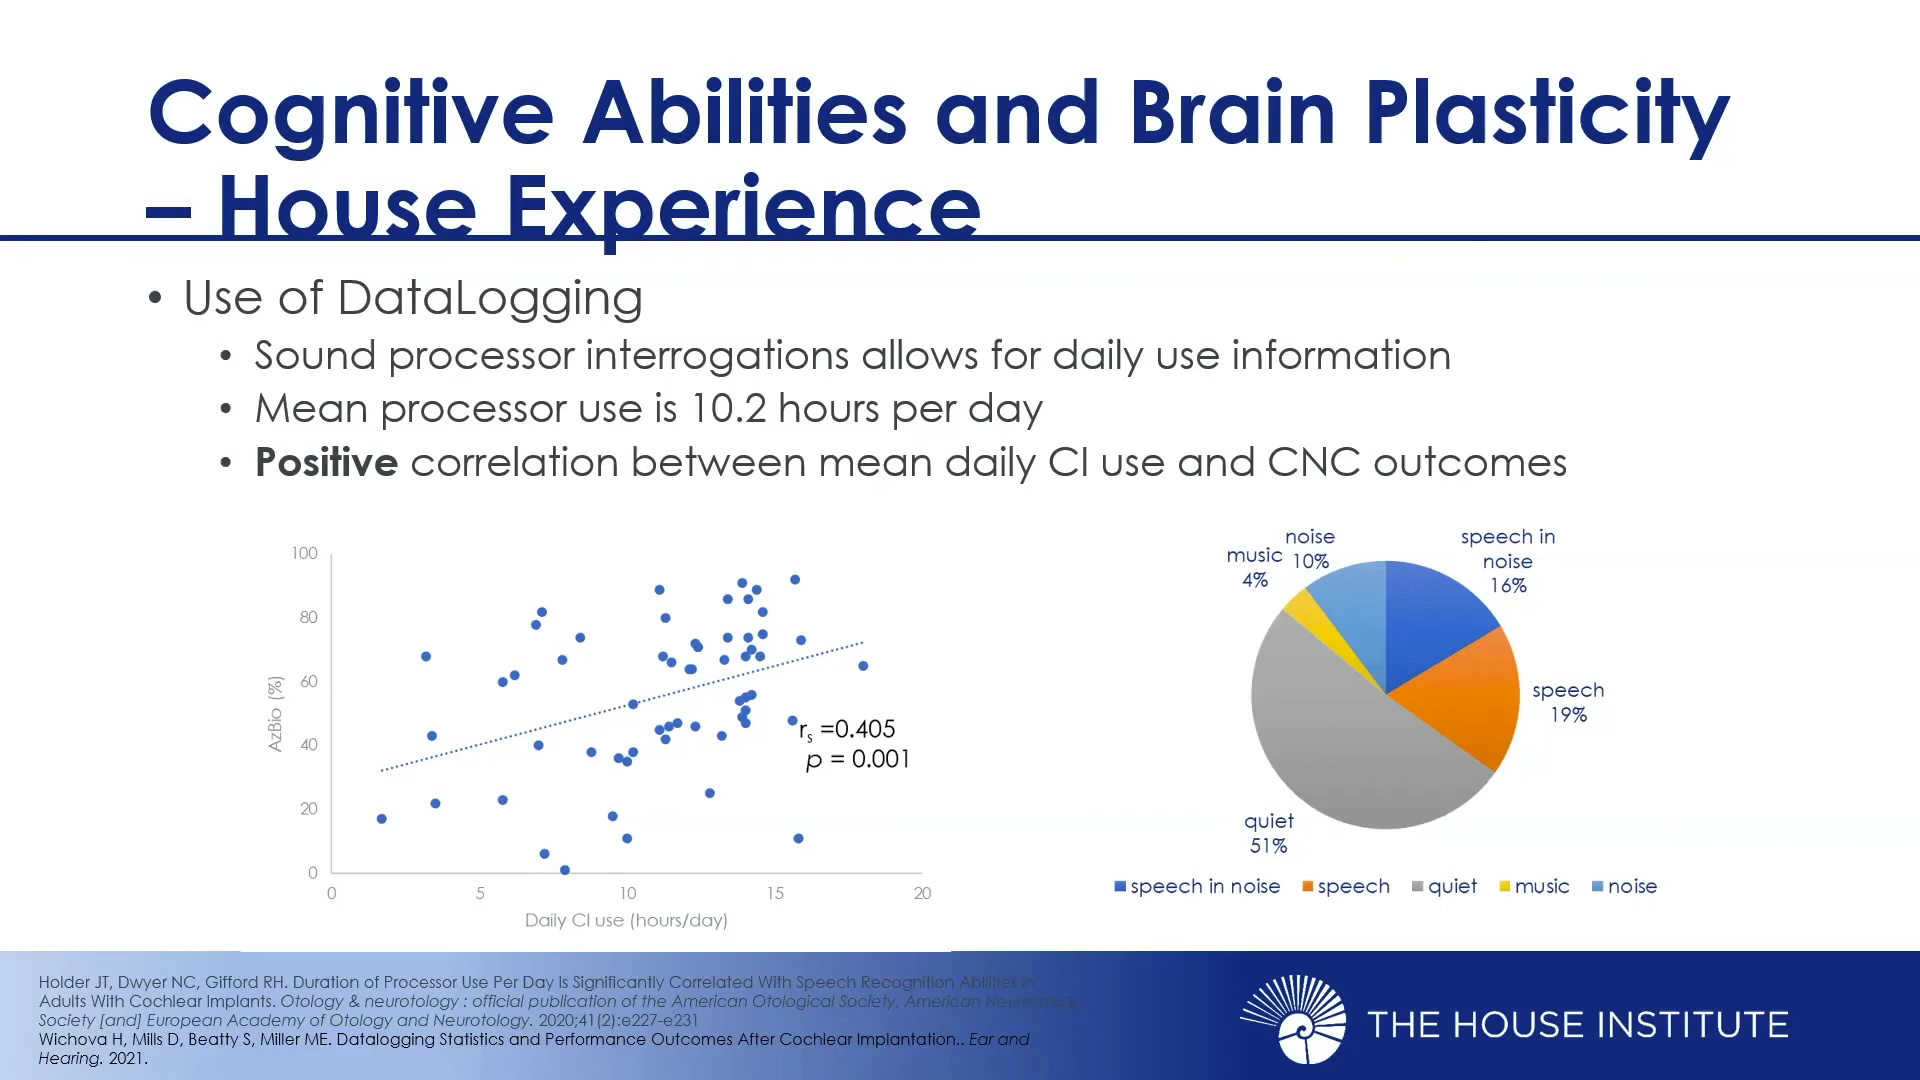 Cognitive Abilities and Brain Plasticity
– House Experience
• Use of DataLogging
• Sound processor interrogations allows for daily use information
• Mean processor use is 10.2 hours per day
• Positive correlation between mean daily CI use and CNC outcomes
100
80
60
40
20
0
AzBio (%)
0 5 10 15 20
Daily CI use (hours/day)
rs =0.405
p = 0.001
noise
10%
music
4%
speech in
noise
16%
speech
19%
quiet
51%
speech in noise speech quiet music noise
Holder JT, Dwyer NC, Gifford RH. Duration of Processor Use Per Day Is Significantly Correlated With Speech Recognition Abilities in
Adults With Cochlear Implants. Otology & neurotology : official publication of the American Otological Society, American Neurotology
Society [and] European Academy of Otology and Neurotology. 2020;41(2):e227-e231
Wichova H, Mills D, Beatty S, Miller ME. Datalogging Statistics and Performance Outcomes After Cochlear Implantation.. Ear and
Hearing. 2021.
THE HOUSE INSTITUTE